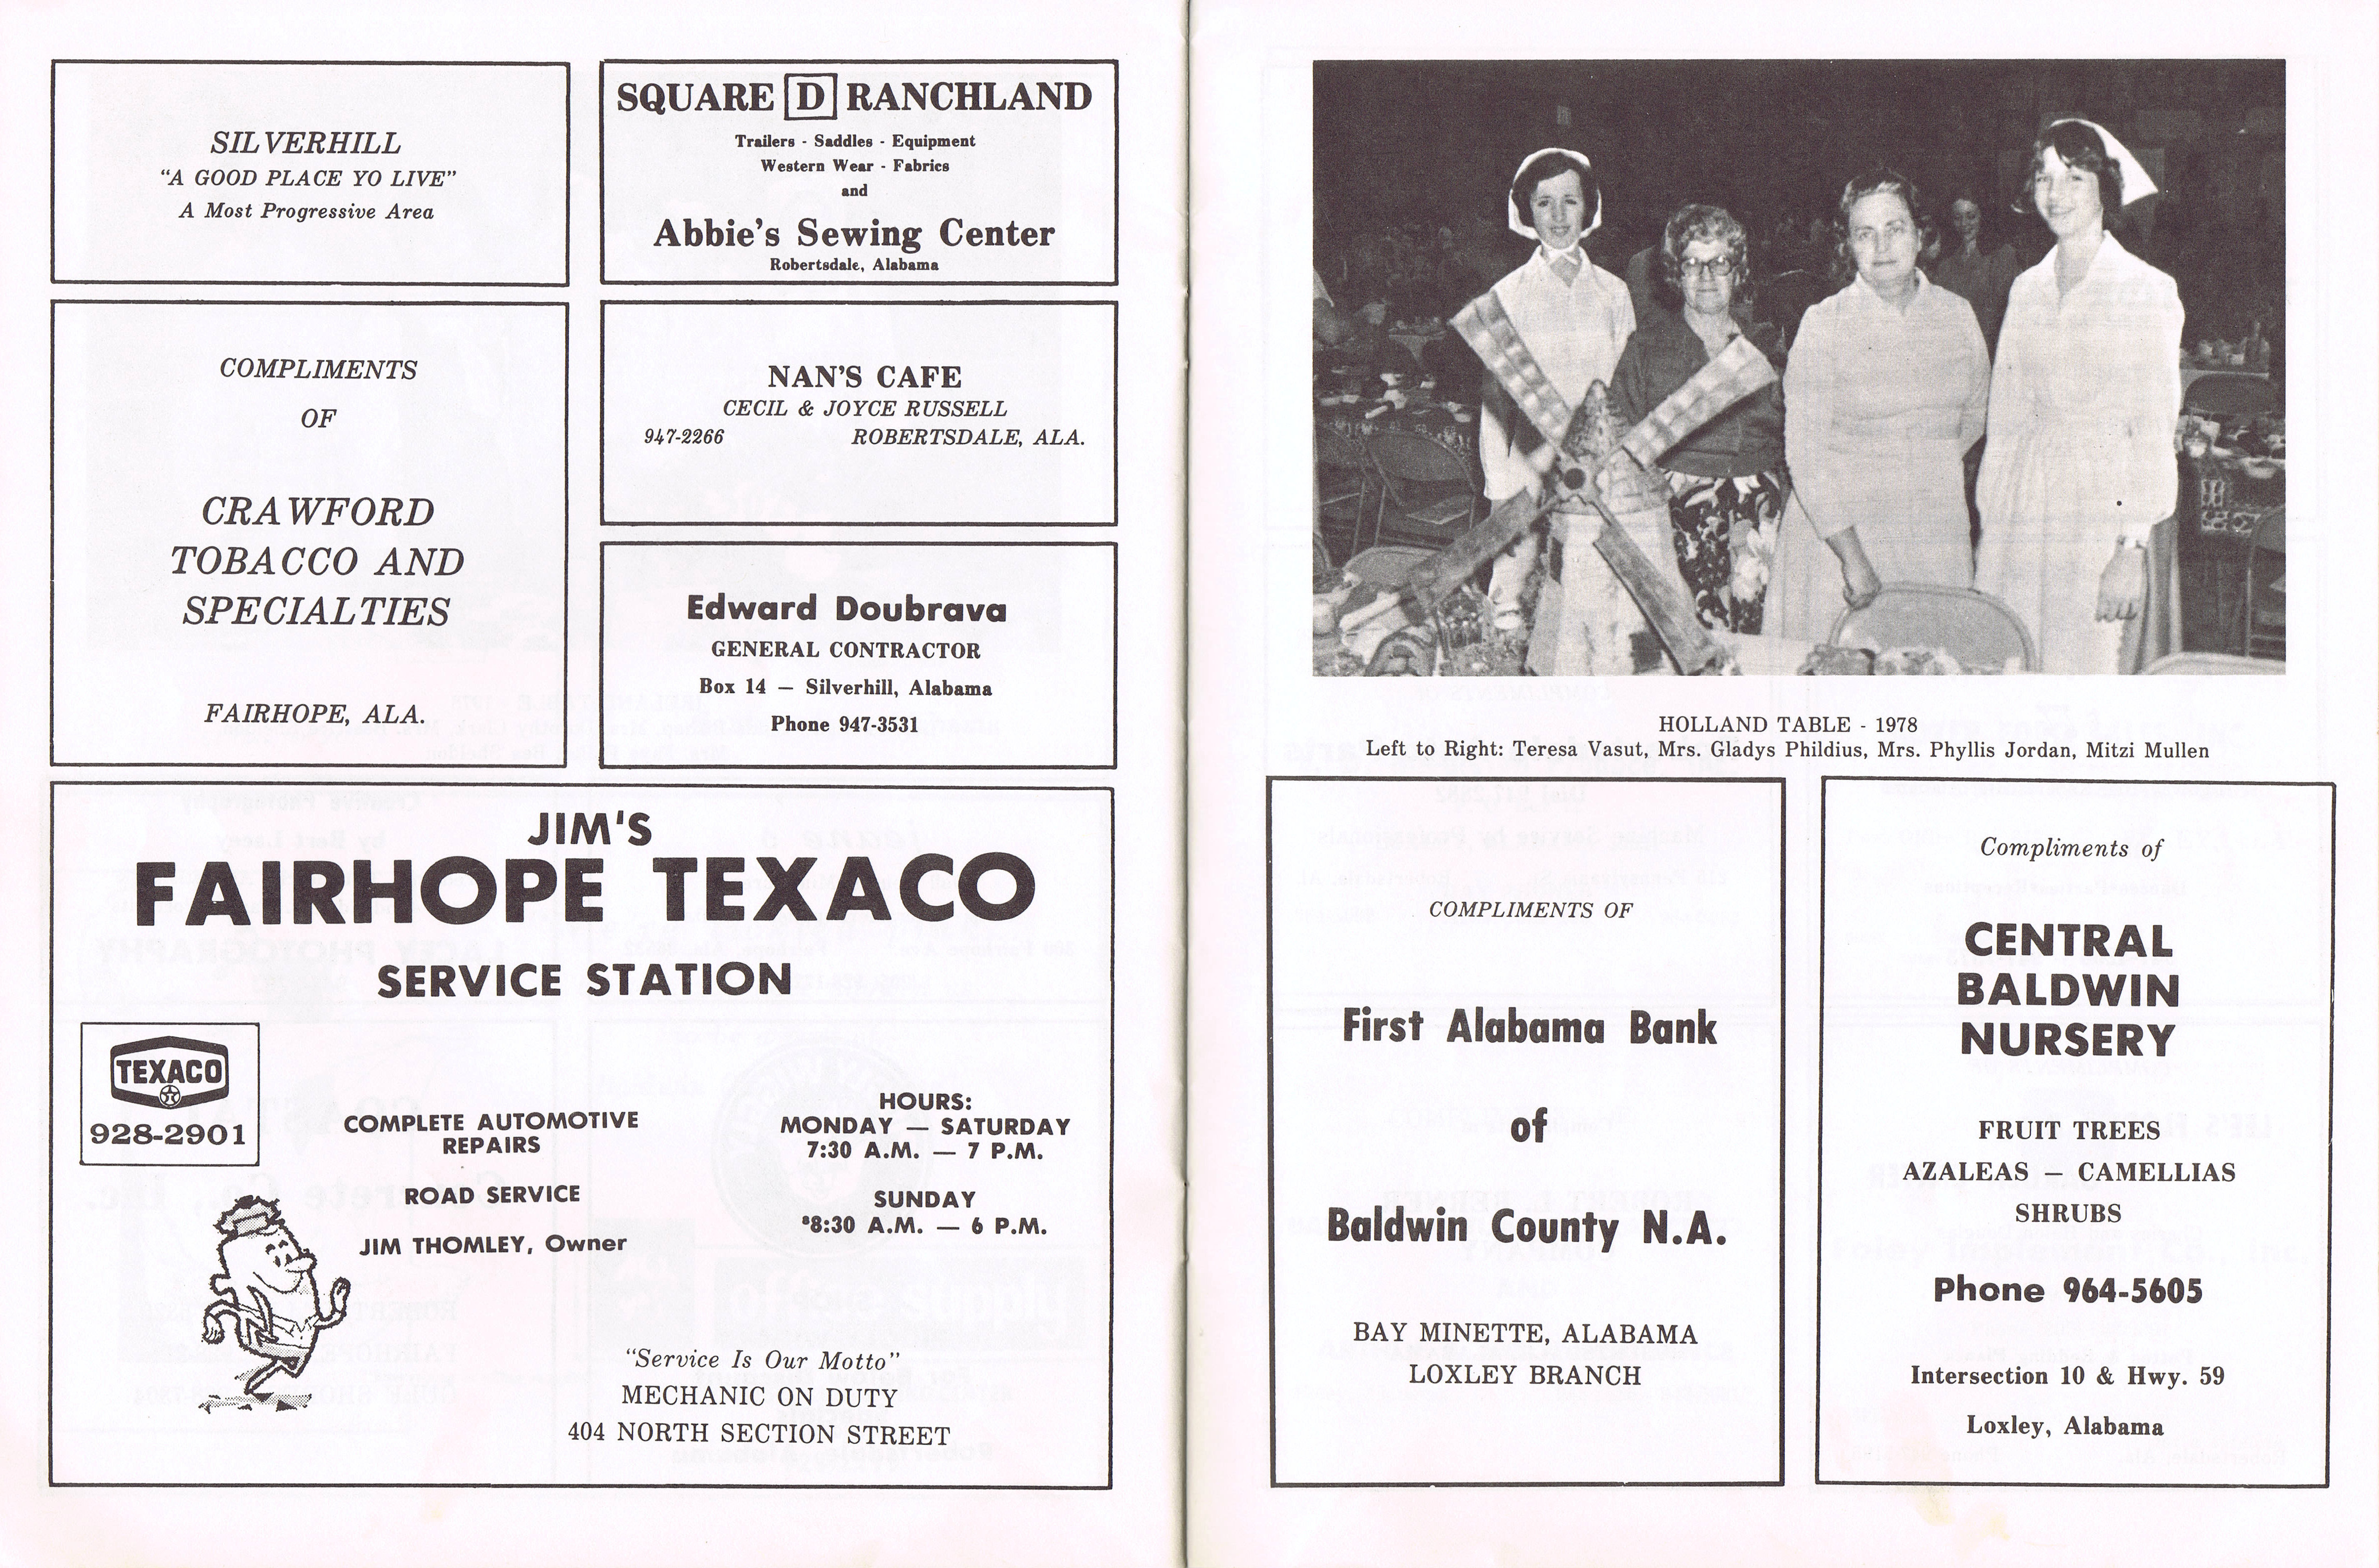 SILVERHILL
“A GOOD PLACE YO LIVE”
A Most Progressive Area
SQUARE D RANCHLAND
Trailers - Saddles - Equipment
Western Wear - Fabrics
and
Abbie's Sewing Center
Robertsdale, Alabama
COMPLIMENTS
OF
CRAWFORD
TOBACCO AND
SPECIALTIES
FAIRHOPE, ALA.
NAN'S CAFE
CECIL & JOYCE RUSSELL
947-2266 ROBERTSDALE, ALA.
Edward Doubrava
GENERAL CONTRACTOR
Box 14 — Silverhill, Alabama
Phone 947-3531
JIM'S
FAIRHOPE TEXACO
SERVICE STATION
TEXACO
928-2901
COMPLETE AUTOMOTIVE
REPAIRS
ROAD SERVICE
JIM THOMLEY, Owner
HOURS:
MONDAY — SATURDAY
7:30 A.M. — 7 P.M.
SUNDAY
8:30 A.M. — 6 P.M.
“Service Is Our Motto”
MECHANIC ON DUTY
404 NORTH SECTION STREET
HOLLAND TABLE - 1978
Left to Right: Teresa Vasut, Mrs. Gladys Phildius, Mrs. Phyllis Jordan, Mitzi Mullen
COMPLIMENTS OF
First Alabama Bank
of
Baldwin County N.A.
BAY MINETTE, ALABAMA
LOXLEY BRANCH
Compliments of
CENTRAL
BALDWIN
NURSERY
FRUIT TREES
AZALEAS — CAMELLIAS
SHRUBS
Phone 964-5605
Intersection 10 & Hwy. 59
Loxley, Alabama